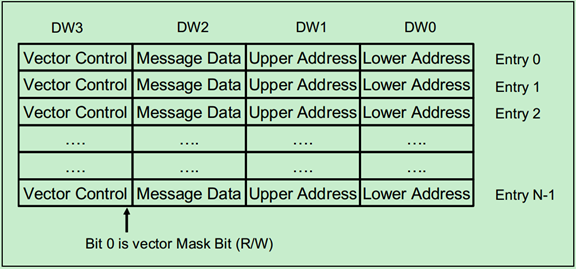 DW3 DW2 DW1 DW0
Vector Control Message Data Upper Address Lower Address Entry 0
Vector Control Message Data Upper Address Lower Address Entry 1
Vector Control Message Data Upper Address Lower Address Entry 2
.... .... .... ....
.... .... .... ....
Vector Control Message Data Upper Address Lower Address Entry N-1
Bit 0 is vector Mask Bit (R/W)